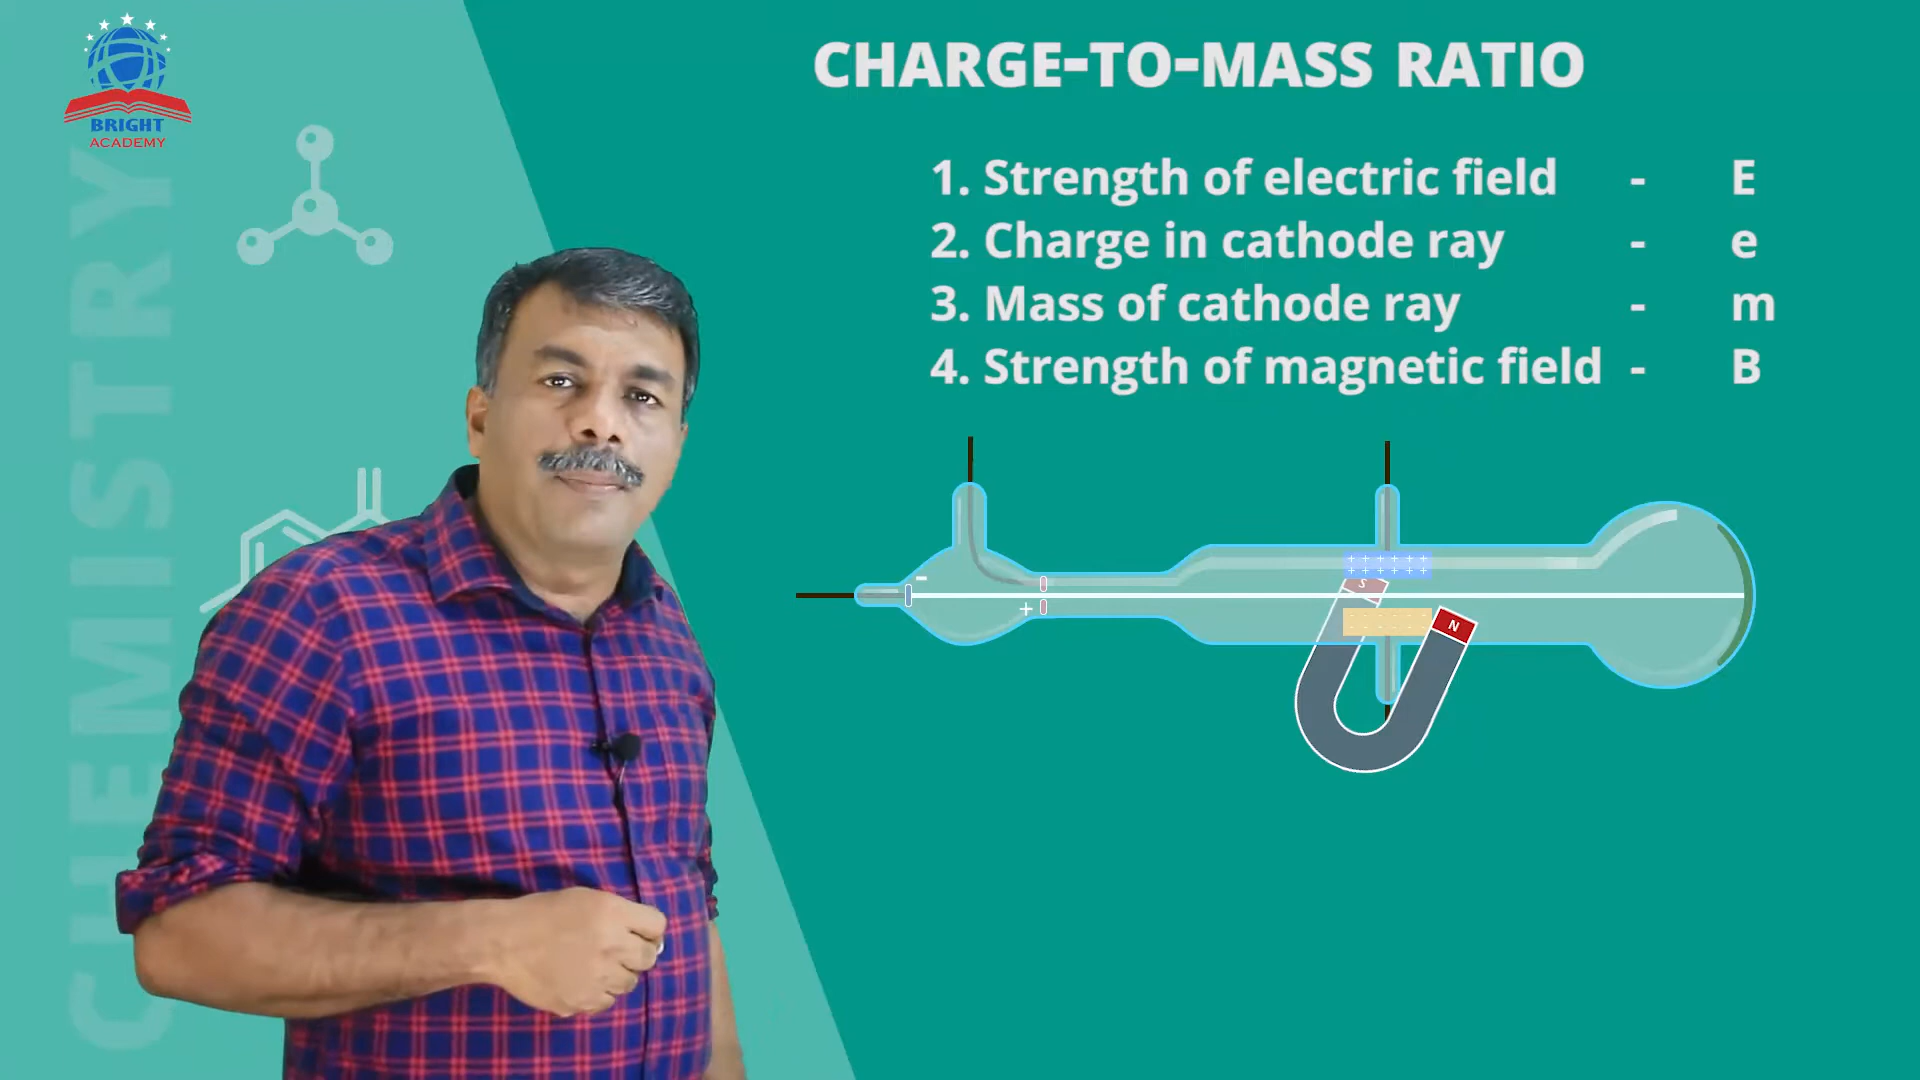 BRIGHT
ACADEMY
CHEMISTRY
CHARGE-TO-MASS RATIO
1. Strength of electric field - E
2. Charge in cathode ray - e
3. Mass of cathode ray - m
4. Strength of magnetic field - B
-
+
+ + + + + +
+ + + + + +
S
N